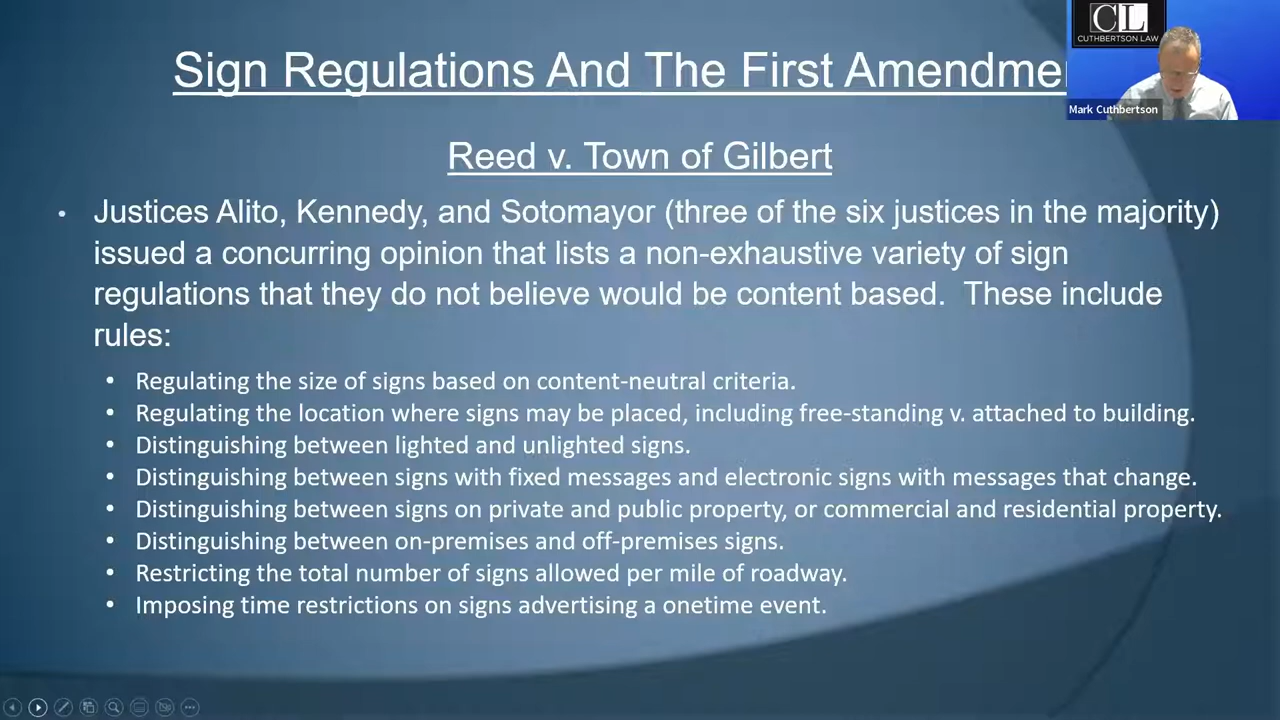 CL
CUTHBERTSON LAW
Mark Cuthbertson
Sign Regulations And The First Amendme
Reed v. Town of Gilbert
• Justices Alito, Kennedy, and Sotomayor (three of the six justices in the majority)
issued a concurring opinion that lists a non-exhaustive variety of sign
regulations that they do not believe would be content based.  These include
rules:
• Regulating the size of signs based on content-neutral criteria.
• Regulating the location where signs may be placed, including free-standing v. attached to building.
• Distinguishing between lighted and unlighted signs.
• Distinguishing between signs with fixed messages and electronic signs with messages that change.
• Distinguishing between signs on private and public property, or commercial and residential property.
• Distinguishing between on-premises and off-premises signs.
• Restricting the total number of signs allowed per mile of roadway.
• Imposing time restrictions on signs advertising a onetime event.